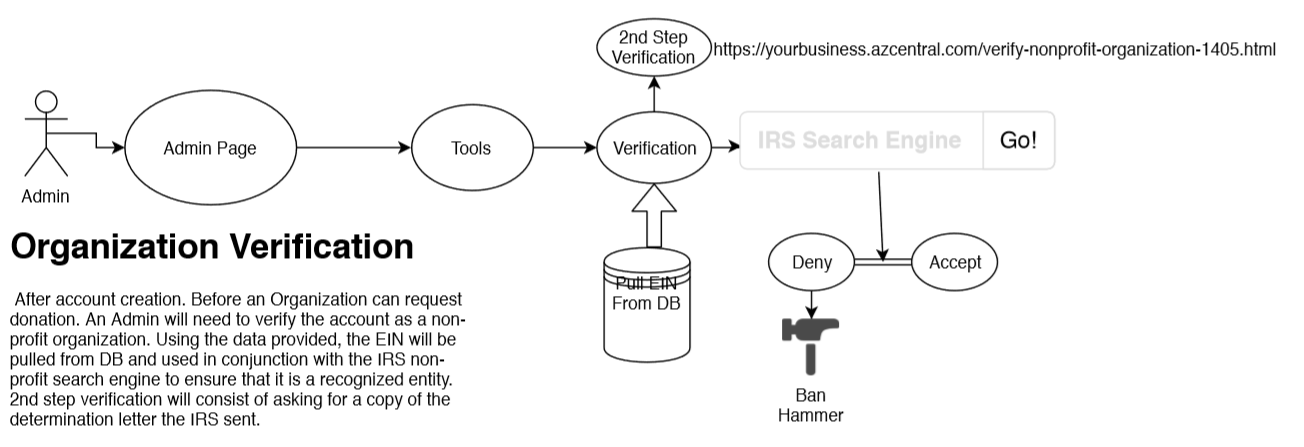 2nd Step
Verification
https://yourbusiness.azcentral.com/verify-nonprofit-organization-1405.html
Admin Page
Tools
Verification
IRS Search Engine
Go!
Admin
Organization Verification
After account creation. Before an Organization can request
donation. An Admin will need to verify the account as a non-
profit organization. Using the data provided, the EIN will be
pulled from DB and used in conjunction with the IRS non-
profit search engine to ensure that it is a recognized entity.
2nd step verification will consist of asking for a copy of the
determination letter the IRS sent.
Pull EIN
From DB
Deny
Accept
Ban
Hammer